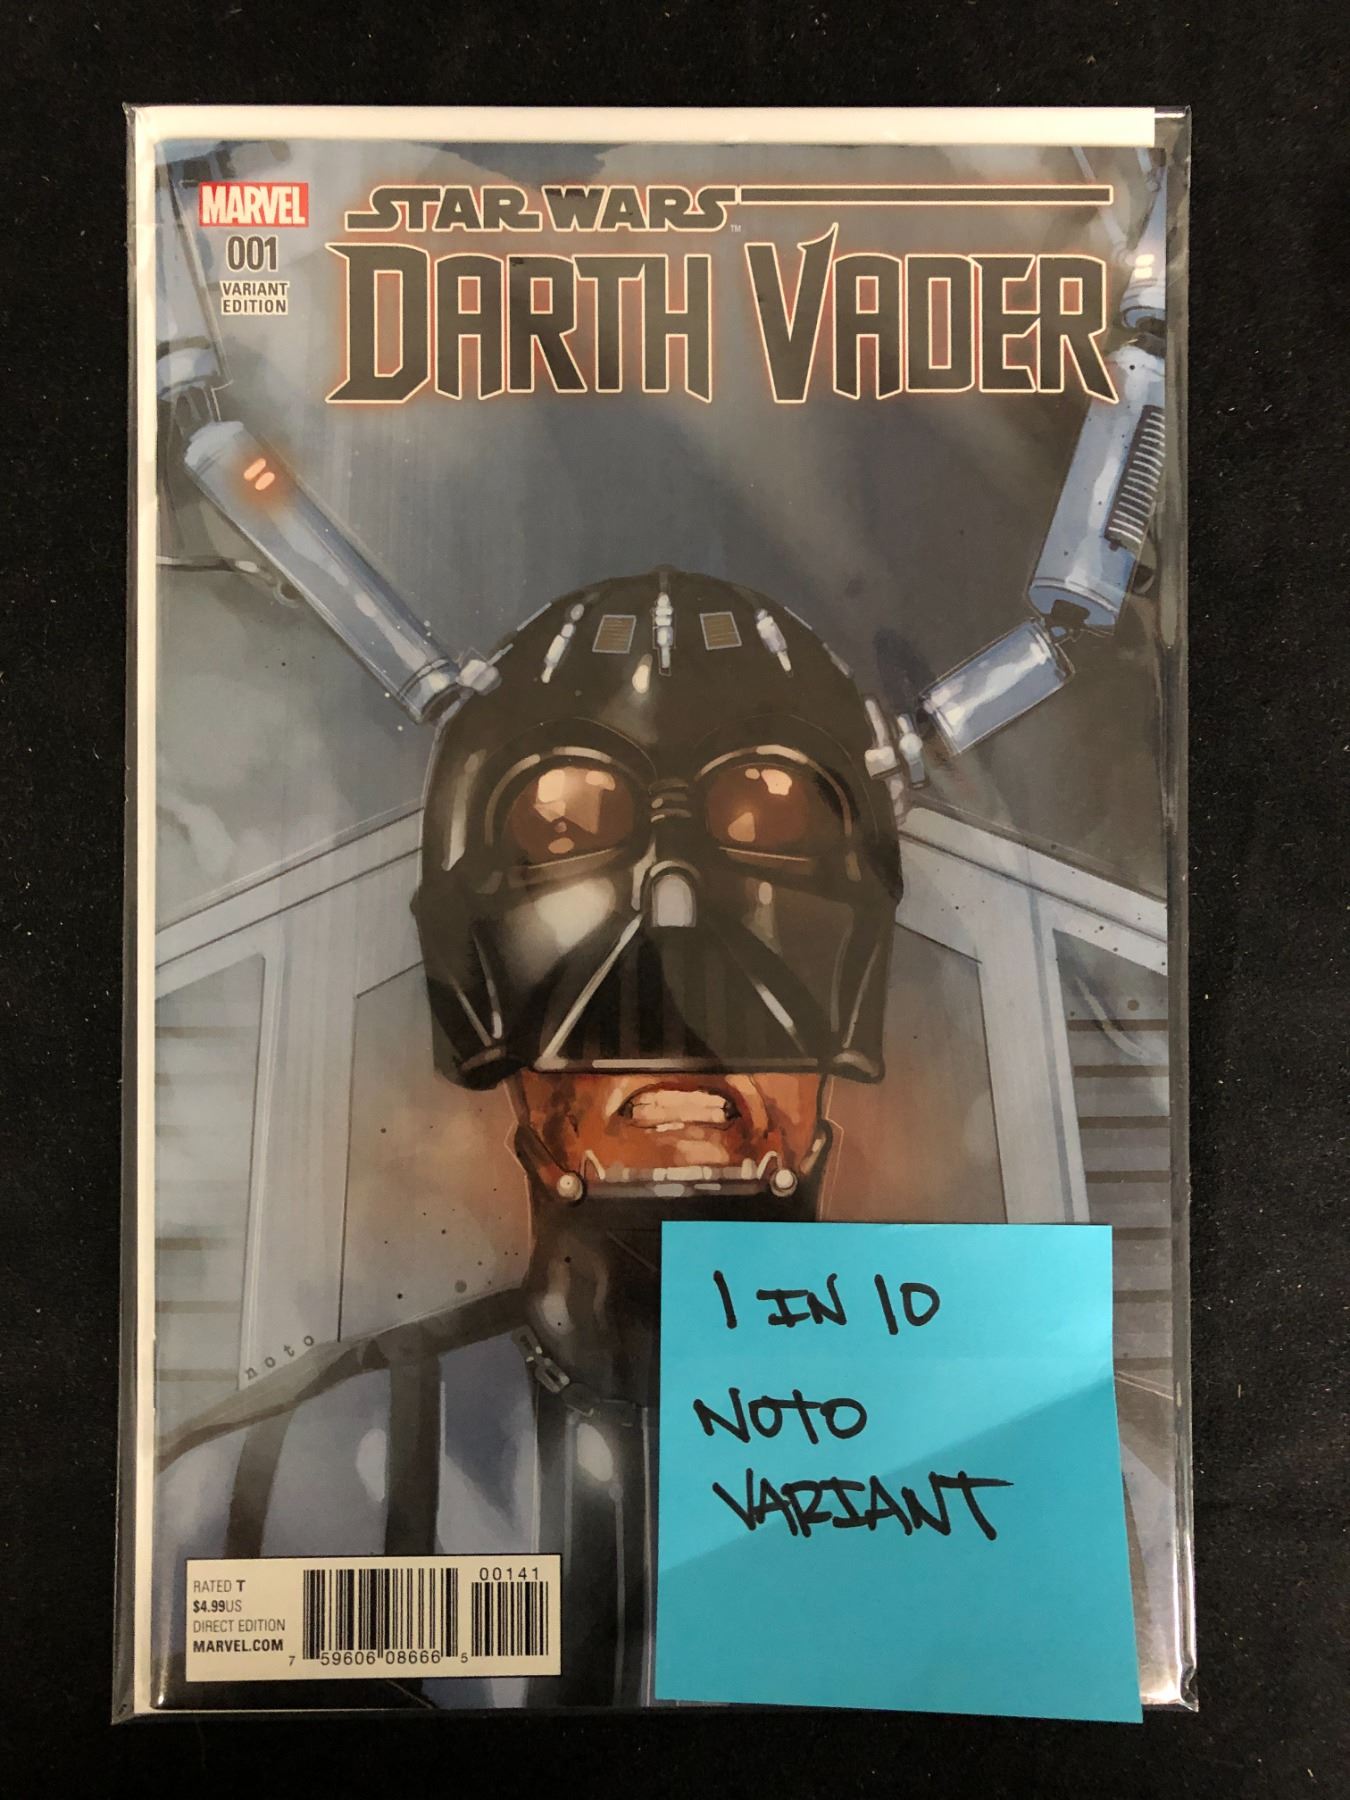 MARVEL
001
VARIANT
EDITION
STAR WARS™
DARTH VADER
noto
1 IN 10
NOTO
VARIANT
RATED T
$4.99US
DIRECT EDITION
MARVEL.COM
00141
7 59606 08666 5